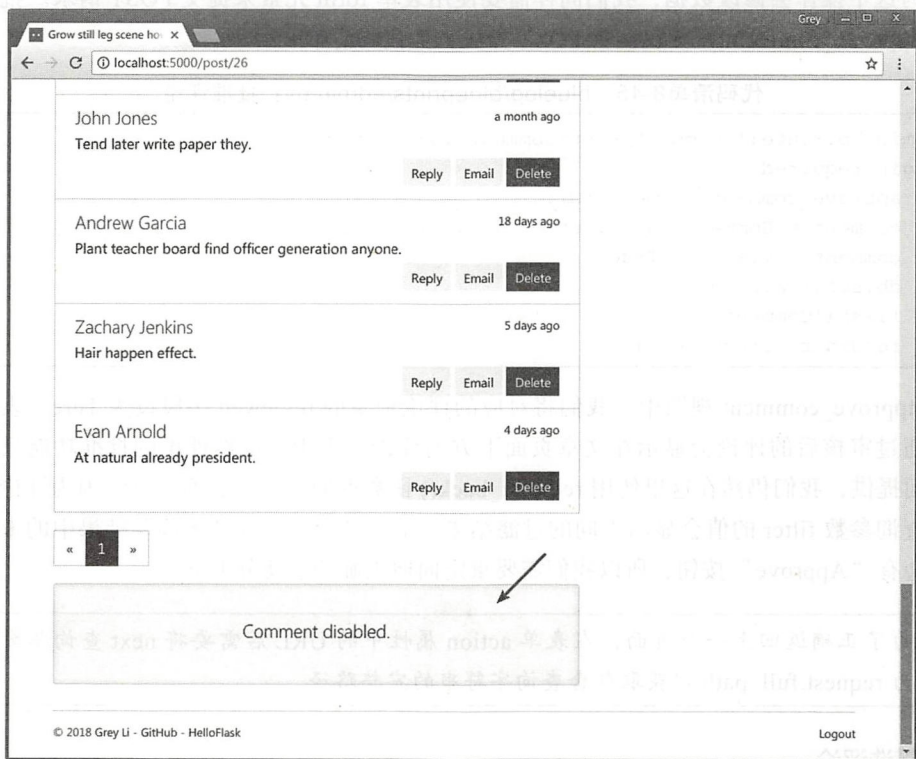 Grey
Grow still leg scene ho
localhost:5000/post/26
John Jones
a month ago
Tend later write paper they.
Reply Email Delete
Andrew Garcia
18 days ago
Plant teacher board find officer generation anyone.
Reply Email Delete
Zachary Jenkins
5 days ago
Hair happen effect.
Reply Email Delete
Evan Arnold
4 days ago
At natural already president.
Reply Email Delete
« 1 »
Comment disabled.
© 2018 Grey Li - GitHub - HelloFlask
Logout